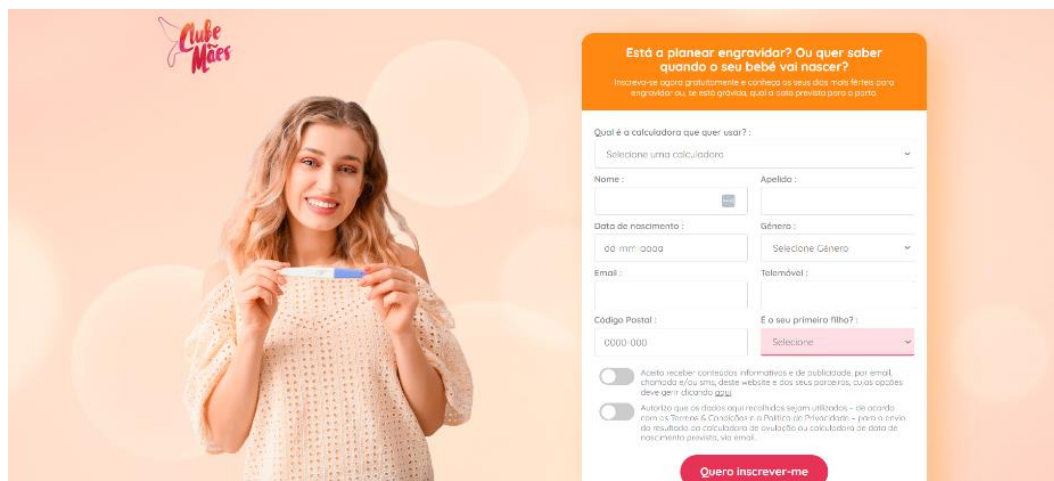 Clube
Mães
Está a planear engravidar? Ou quer saber
quando o seu bebé vai nascer?
Inscreva-se agora gratuitamente e conheça os seus dias mais férteis para
engravidar ou, se está grávida, qual a data prevista para o parto.
Qual é a calculadora que quer usar? :
Selecione uma calculadora
Nome :
Apelido :
Data de nascimento :
Género :
dd-mm-aaaa
Selecione Género
Email :
Telemóvel :
Código Postal :
É o seu primeiro filho? :
0000-000
Selecione
Aceito receber conteúdos informativos e de publicidade, por email,
chamada e/ou sms, deste website e dos seus parceiros, cujas opções
deve gerir clicando aqui.
Autorizo que os dados aqui recolhidos sejam utilizados – de acordo
com os Termos & Condições e a Política de Privacidade – para o envio
do resultado da calculadora de ovulação ou calculadora de data de
nascimento prevista, via email.
Quero inscrever-me